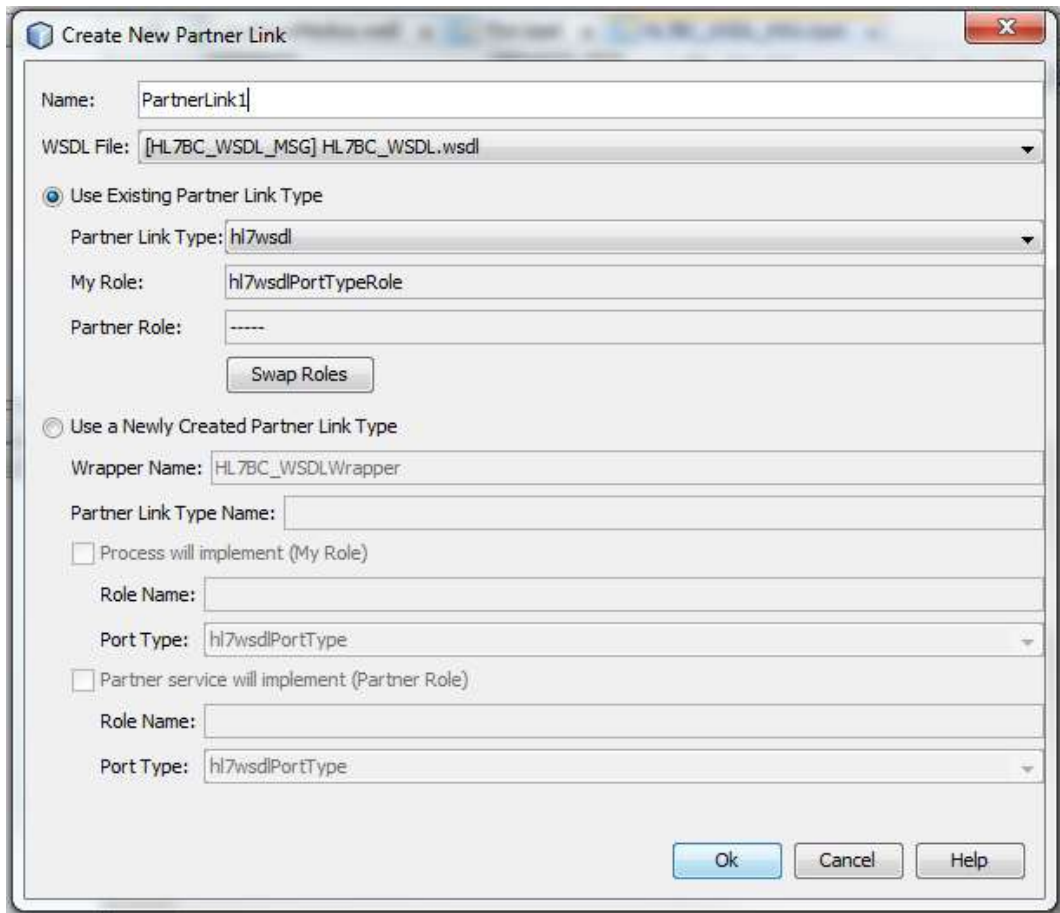 Create New Partner Link
Name: PartnerLink1
WSDL File: [HL7BC_WSDL_MSG] HL7BC_WSDL.wsdl
Use Existing Partner Link Type
Partner Link Type: hl7wsdl
My Role: hl7wsdlPortTypeRole
Partner Role: -----
Swap Roles
Use a Newly Created Partner Link Type
Wrapper Name: HL7BC_WSDLWrapper
Partner Link Type Name:
Process will implement (My Role)
Role Name:
Port Type: hl7wsdlPortType
Partner service will implement (Partner Role)
Role Name:
Port Type: hl7wsdlPortType
Ok Cancel Help